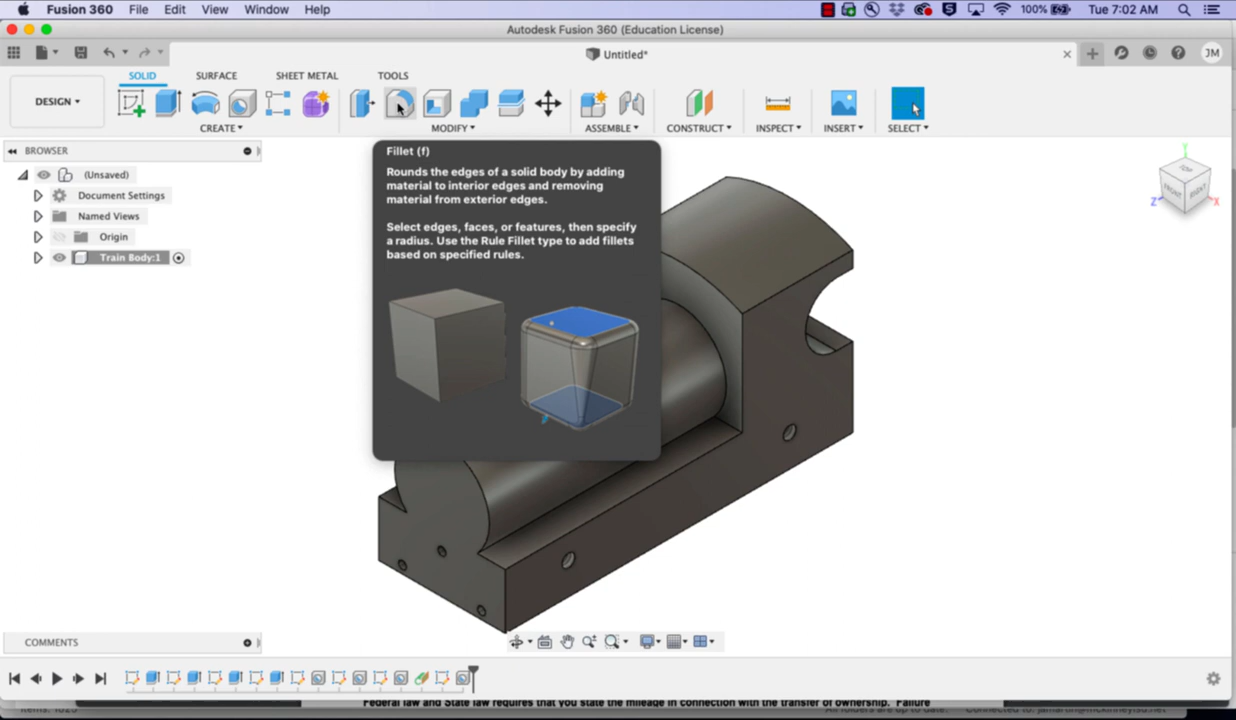 Fusion 360 File Edit View Window Help 100% Tue 7:02 AM
Autodesk Fusion 360 (Education License)
Untitled*
JM
SOLID SURFACE SHEET METAL TOOLS
DESIGN
CREATE MODIFY ASSEMBLE CONSTRUCT INSPECT INSERT SELECT
BROWSER
(Unsaved)
Document Settings
Named Views
Origin
Train Body:1
Fillet (f)
Rounds the edges of a solid body by adding
material to interior edges and removing
material from exterior edges.
Select edges, faces, or features, then specify
a radius. Use the Rule Fillet type to add fillets
based on specified rules.
Y
FRONT RIGHT
Z X
COMMENTS
Federal law and State law requires that you state the mileage in connection with the transfer of ownership. Failure